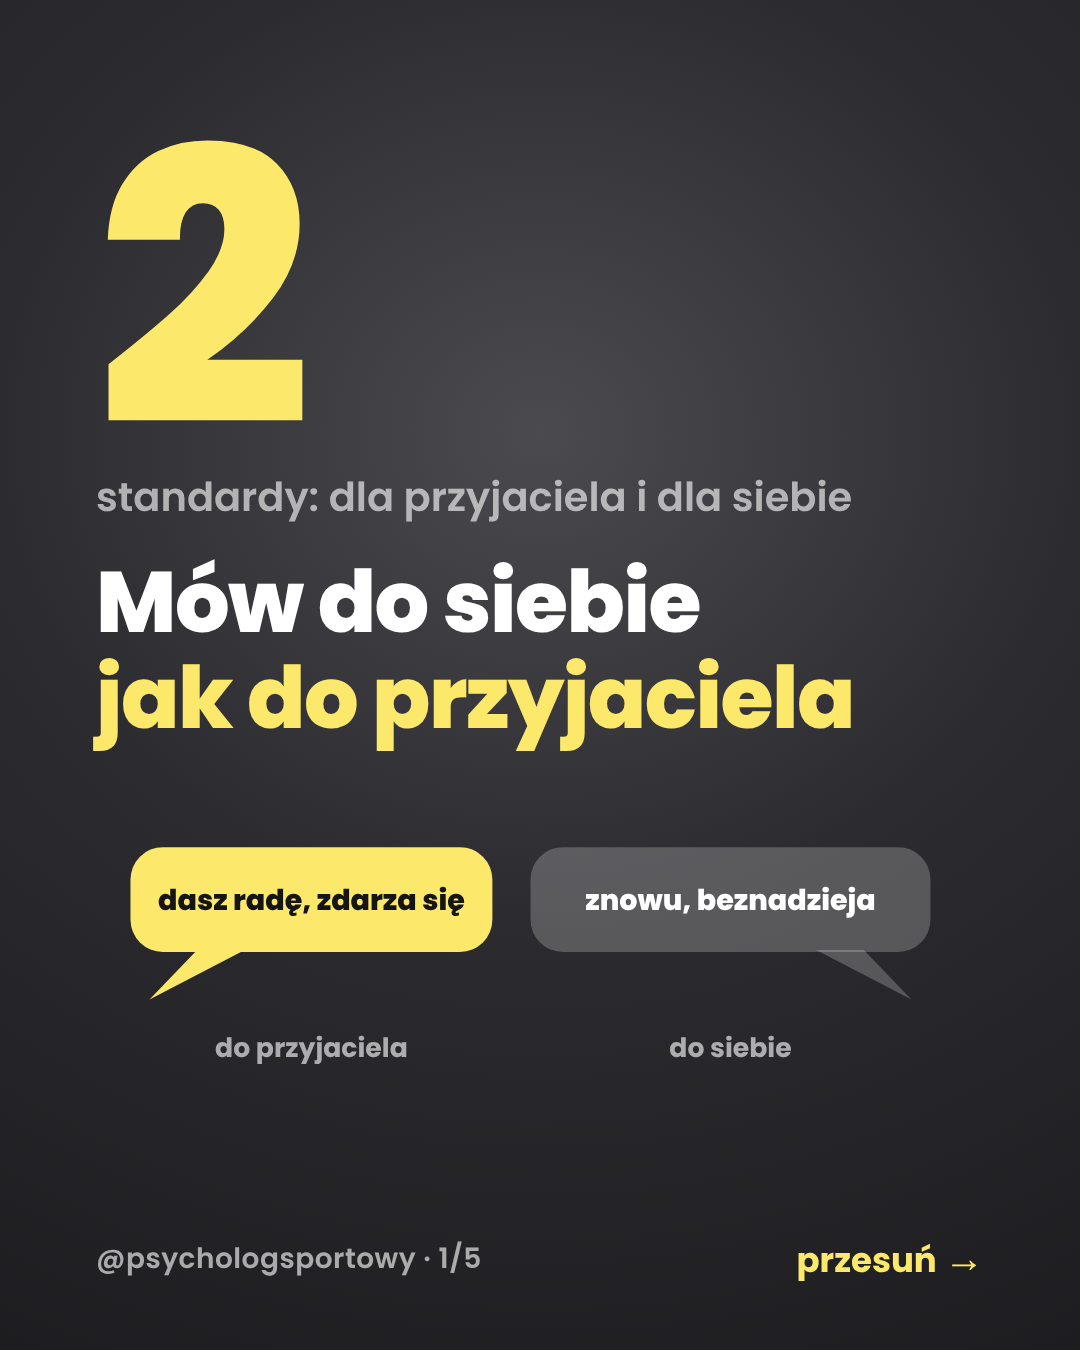 2
standardy: dla przyjaciela i dla siebie
Mów do siebie
jak do przyjaciela
dasz radę, zdarza się
znowu, beznadzieja
do przyjaciela
do siebie
@psychologsportowy · 1/5
przesuń →